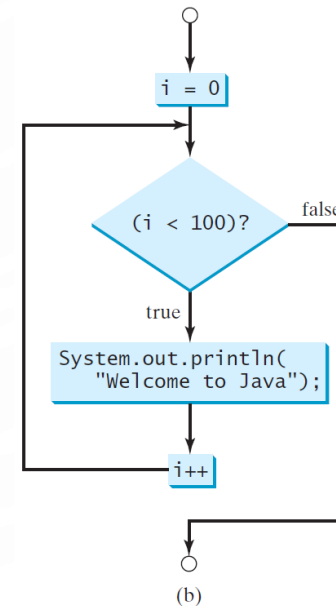 i = 0
(i < 100)?
false
true
System.out.println(
"Welcome to Java");
i++
(b)